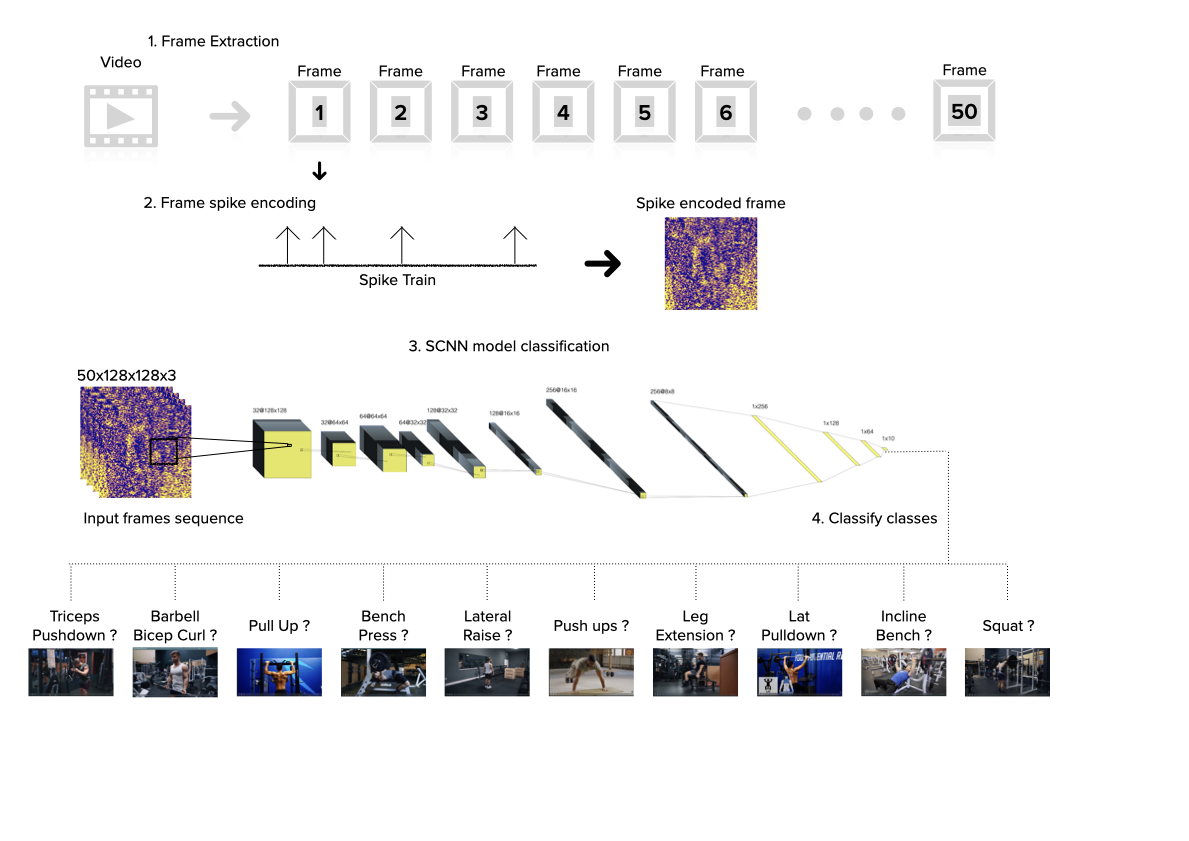 1. Frame Extraction
Video
Frame Frame Frame Frame Frame Frame Frame
1 2 3 4 5 6 50
2. Frame spike encoding
Spike encoded frame
Spike Train
3. SCNN model classification
50x128x128x3
32@128x128
32@64x64
64@64x64
64@32x32
128@32x32
128@16x16
256@16x16
256@8x8
1x256
1x128
1x64
1x10
Input frames sequence
4. Classify classes
Triceps
Pushdown ?
Barbell
Bicep Curl ?
Pull Up ?
Bench
Press ?
Lateral
Raise ?
Push ups ?
Leg
Extension ?
Lat
Pulldown ?
Incline
Bench ?
Squat ?